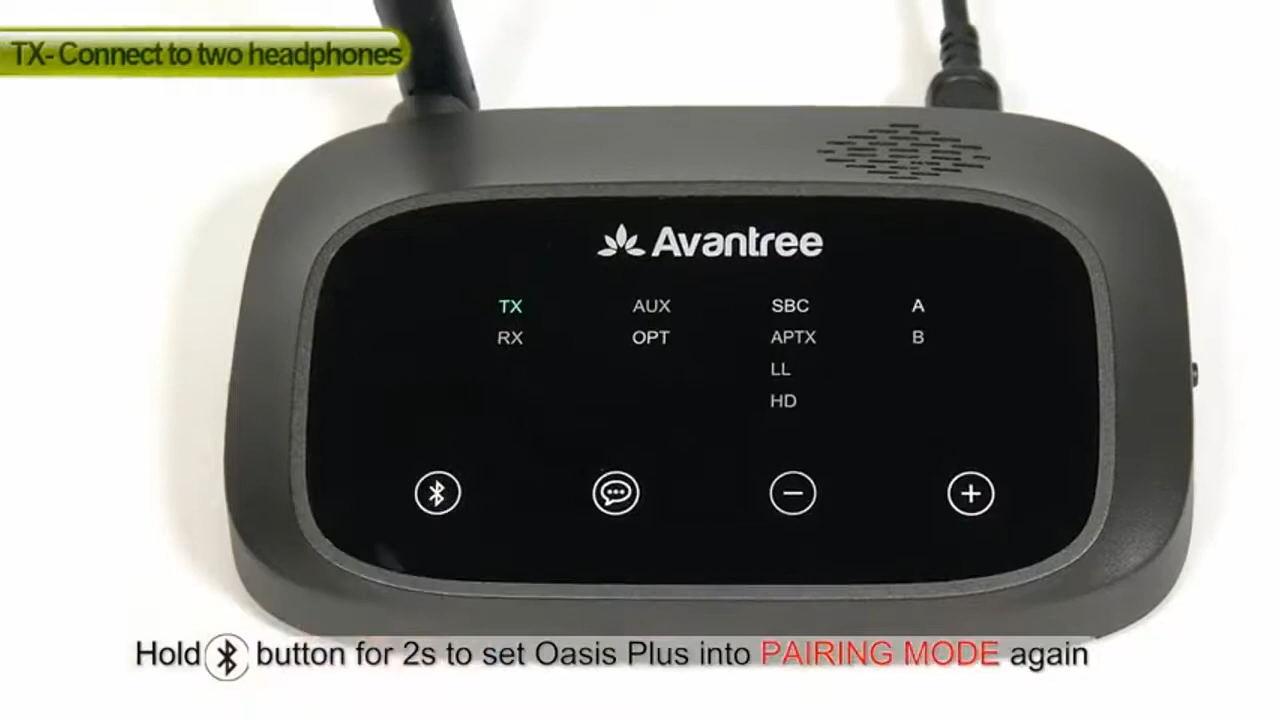 TX- Connect to two headphones
Avantree
TX AUX SBC A
RX OPT APTX B
LL
HD
Hold button for 2s to set Oasis Plus into PAIRING MODE again